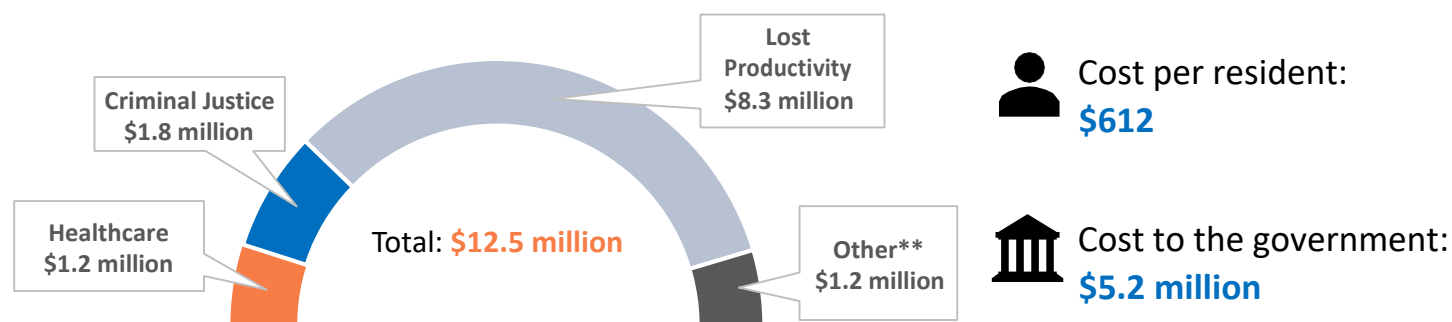 Lost
Productivity
$8.3 million
Criminal Justice
$1.8 million
Healthcare
$1.2 million
Total: $12.5 million
Other**
$1.2 million
Cost per resident:
$612
Cost to the government:
$5.2 million